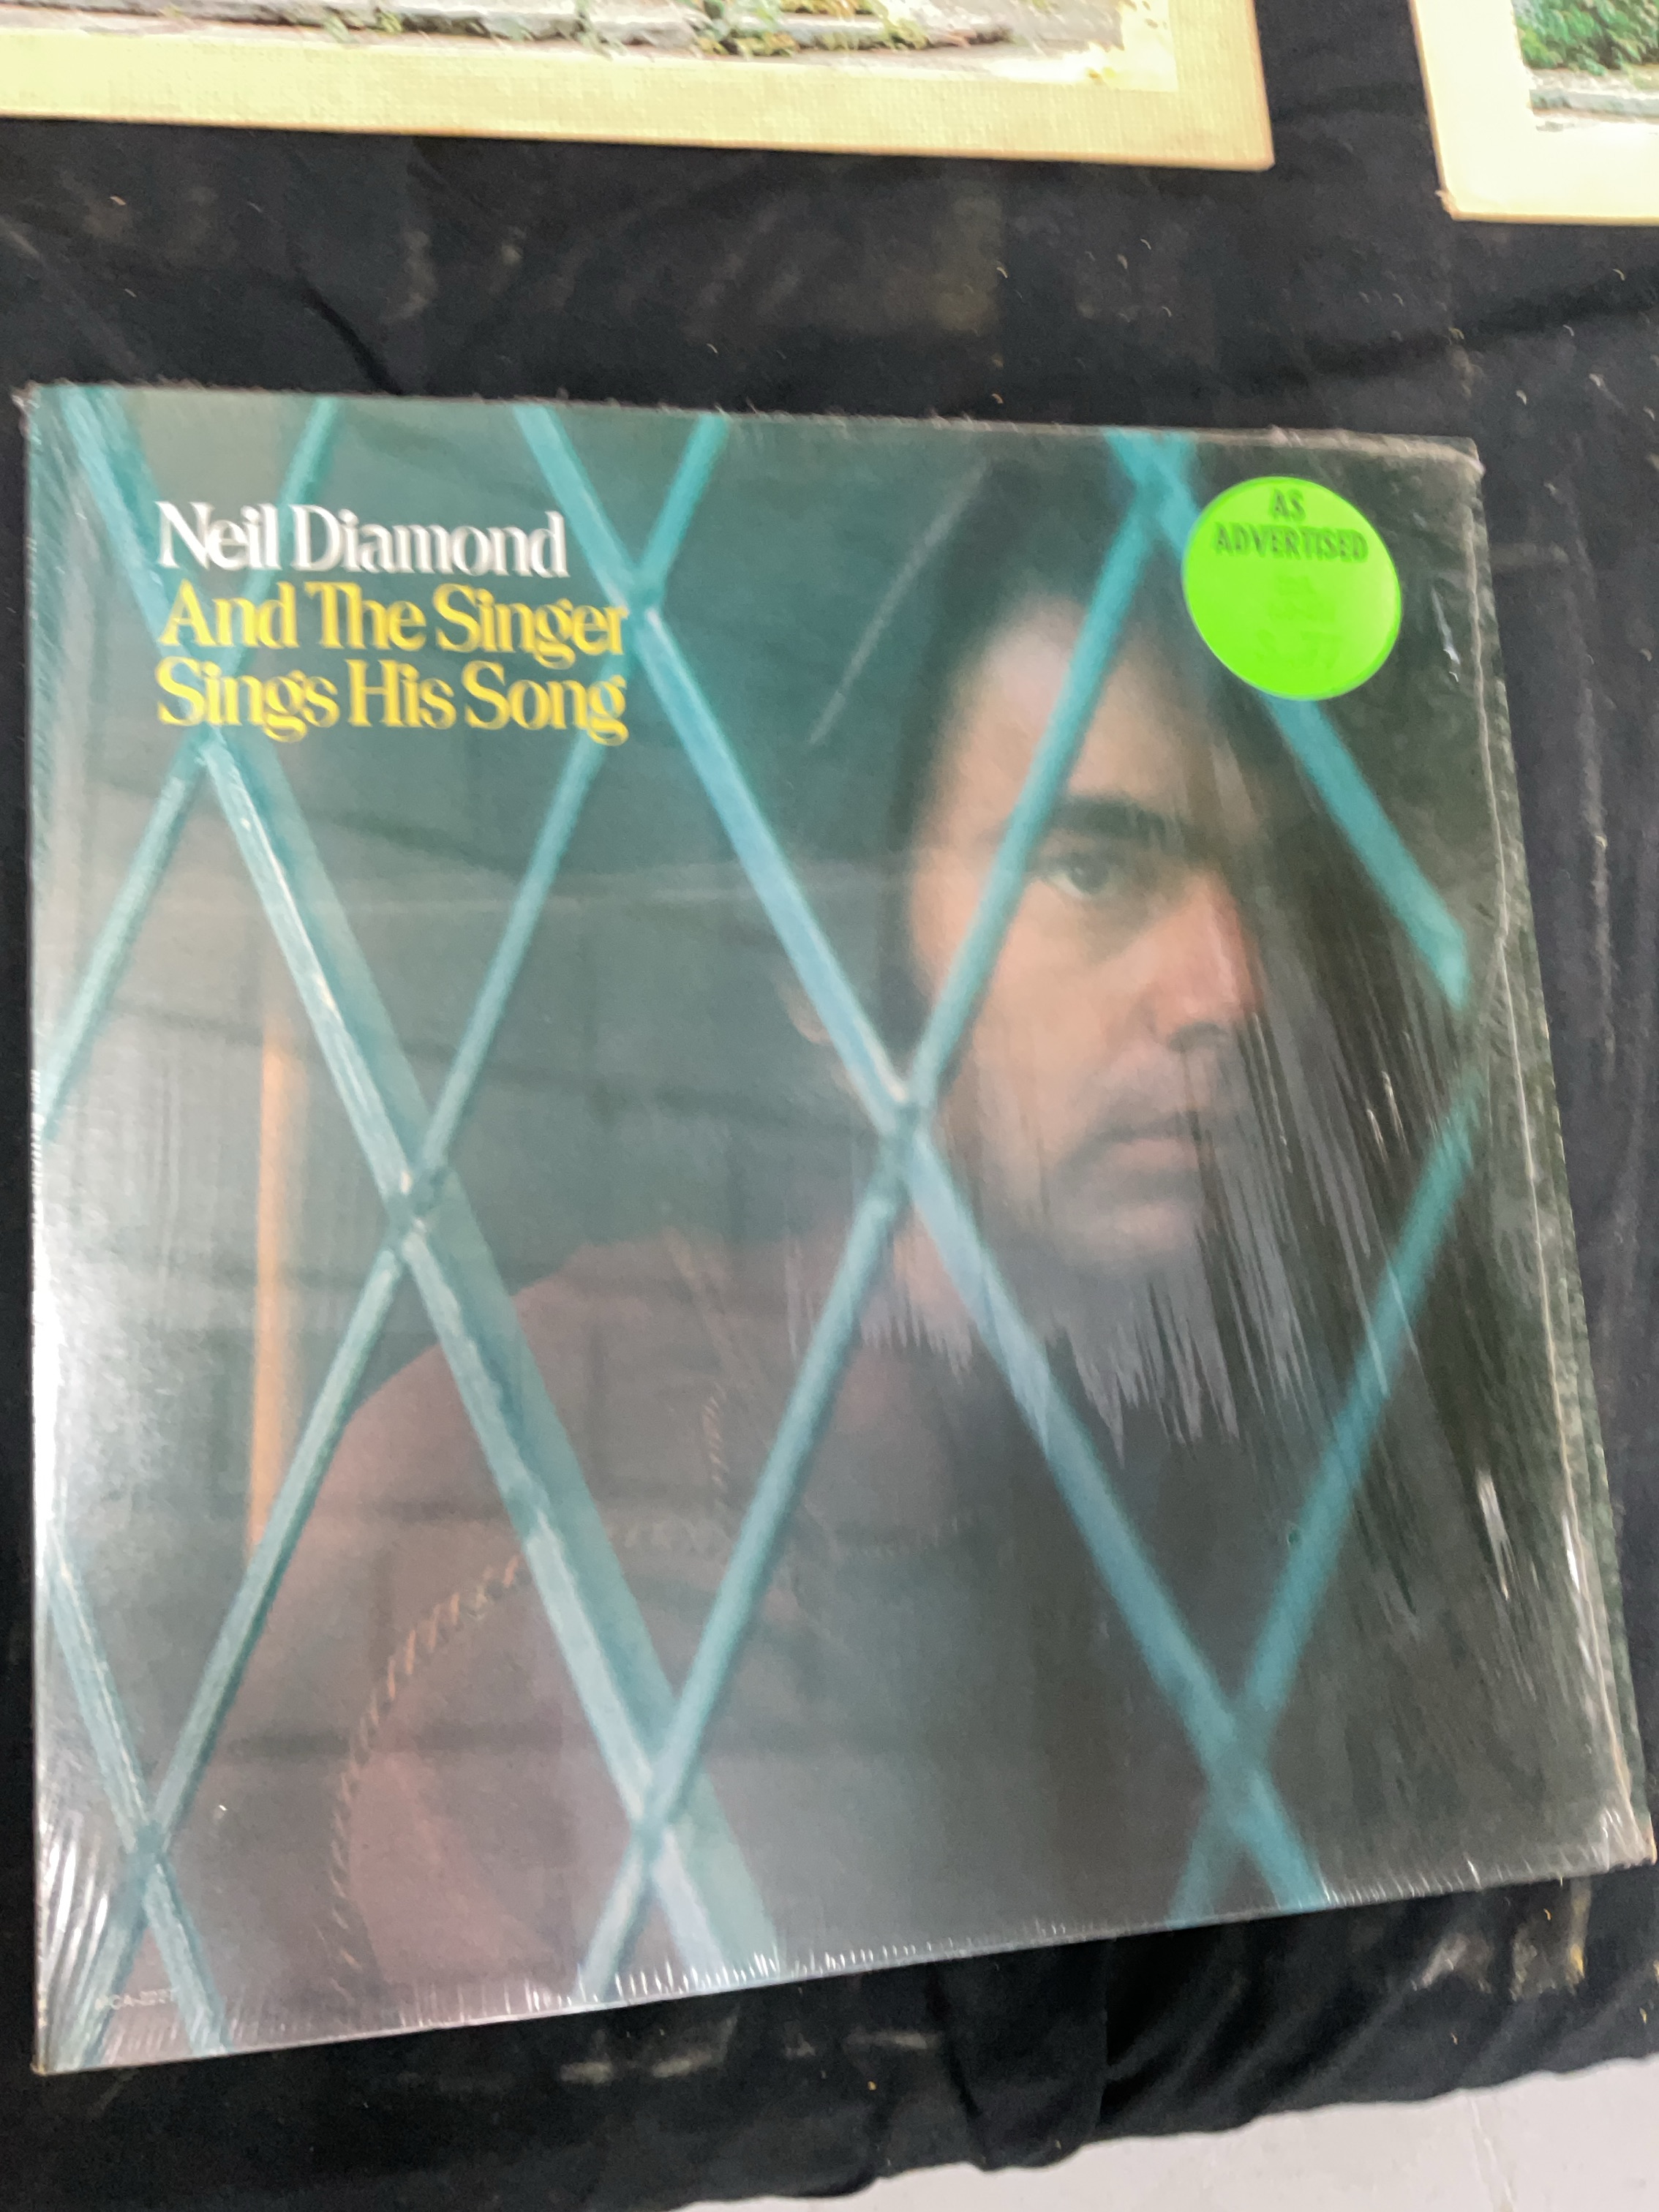 Neil Diamond
And The Singer
Sings His Song
AS
ADVERTISED